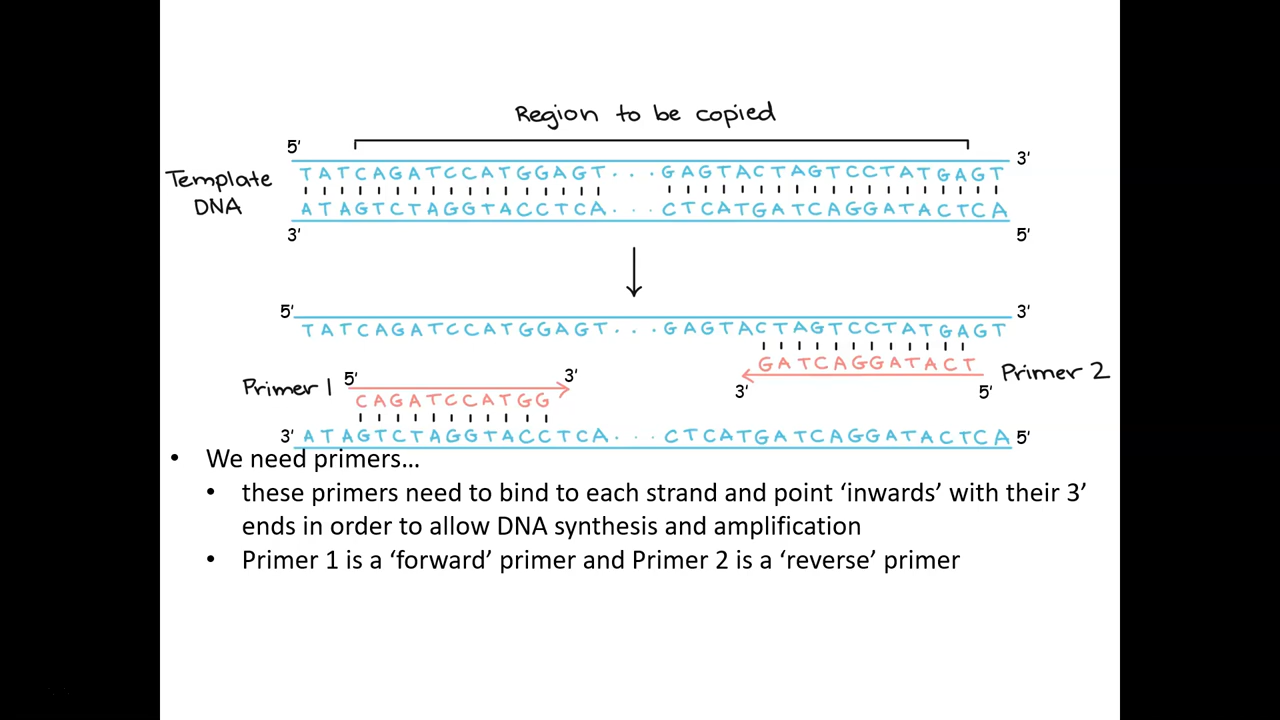 Region to be copied
5' 3'
Template DNA
TATCAGATCCATGGAGT...GAGTACTAGTCCTATGAGT
ATAGTCTAGGTACCTCA...CTCATGATCAGGATACTCA
3' 5'
5' 3'
TATCAGATCCATGGAGT...GAGTACTAGTCCTATGAGT
GATCAGGATACT Primer 2
3' 5'
Primer 1 5' 3'
CAGATCCATGG
3' ATAGTCTAGGTACCTCA...CTCATGATCAGGATACTCA 5'
• We need primers…
• these primers need to bind to each strand and point ‘inwards’ with their 3’
ends in order to allow DNA synthesis and amplification
• Primer 1 is a ‘forward’ primer and Primer 2 is a ‘reverse’ primer